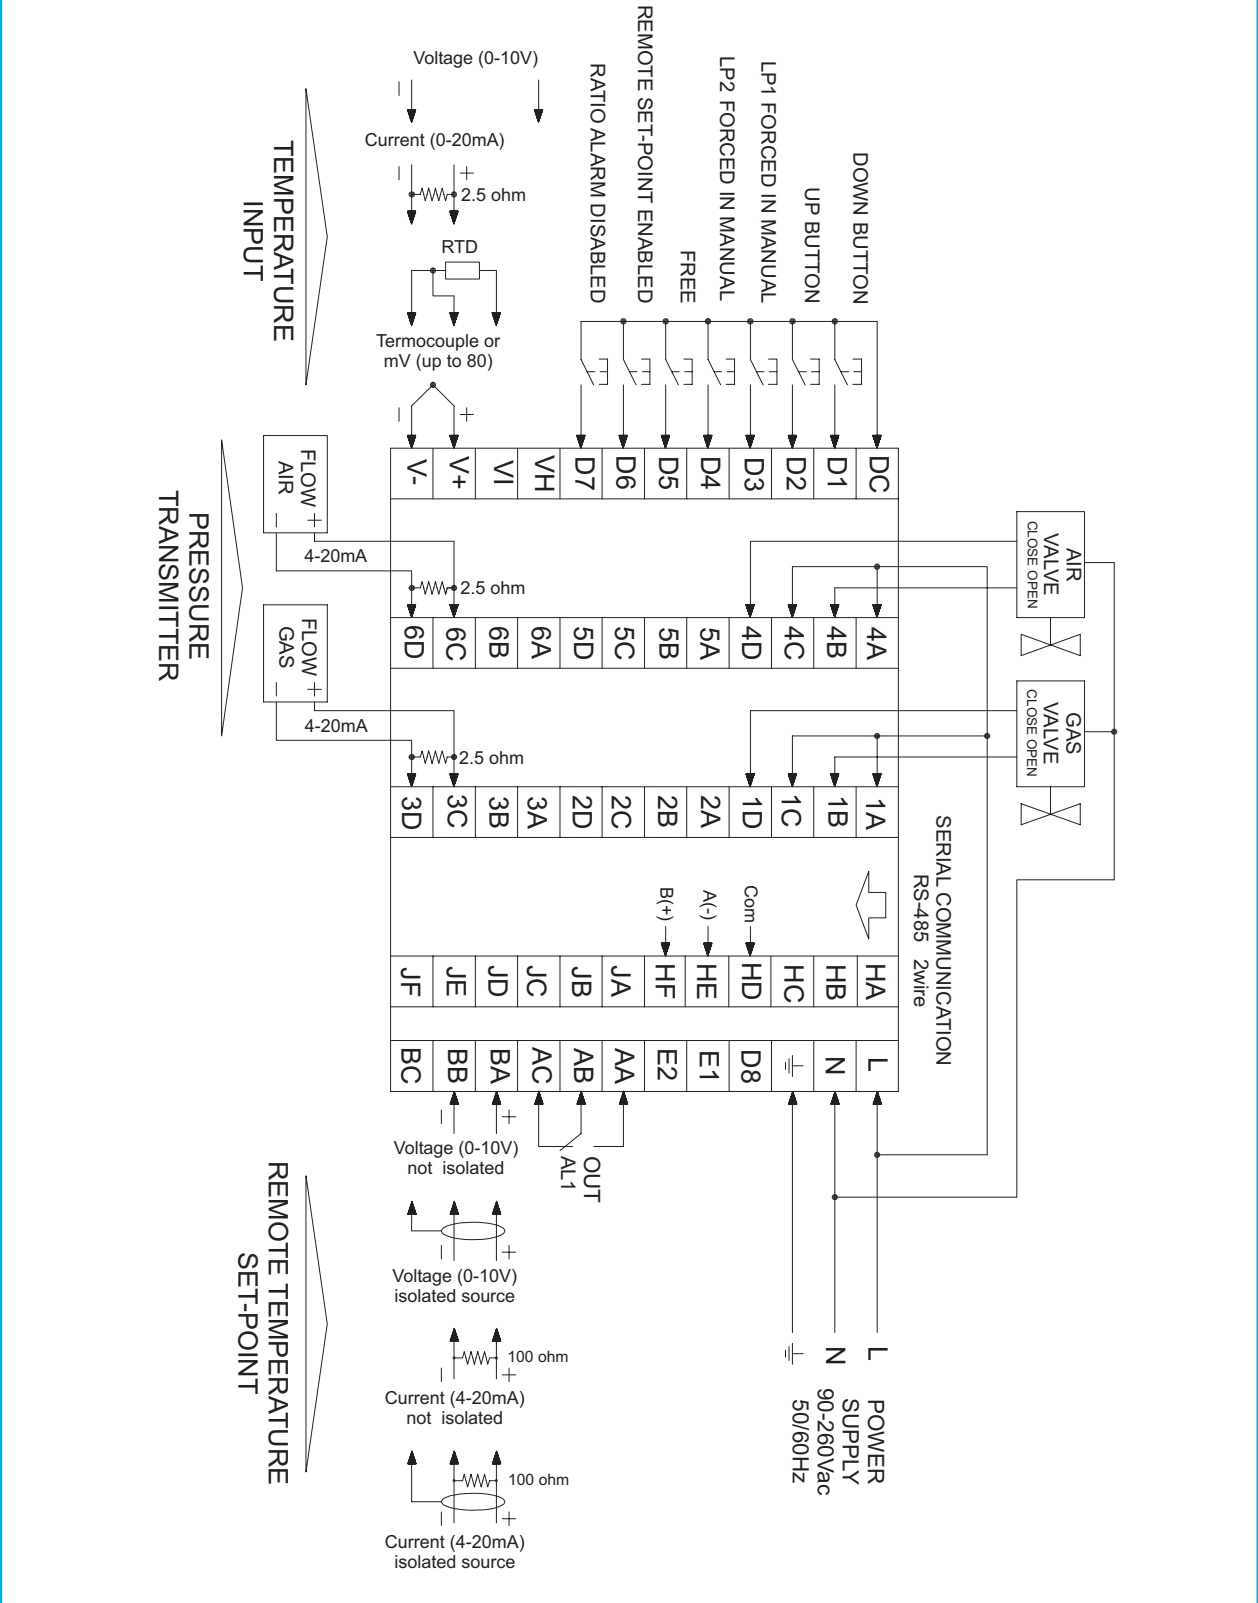 Voltage (0-10V)
–
Current (0-20mA)
– +
2.5 ohm
RTD
Termocouple or
mV (up to 80)
– +
TEMPERATURE
INPUT
RATIO ALARM DISABLED
REMOTE SET-POINT ENABLED
FREE
LP2 FORCED IN MANUAL
LP1 FORCED IN MANUAL
UP BUTTON
DOWN BUTTON
V- V+ VI VH D7 D6 D5 D4 D3 D2 D1 DC
FLOW
AIR
– +
4-20mA
2.5 ohm
AIR
VALVE
CLOSE OPEN
PRESSURE
TRANSMITTER
6D 6C 6B 6A 5D 5C 5B 5A 4D 4C 4B 4A
FLOW
GAS
– +
4-20mA
2.5 ohm
GAS
VALVE
CLOSE OPEN
3D 3C 3B 3A 2D 2C 2B 2A 1D 1C 1B 1A
SERIAL COMMUNICATION
RS-485 2wire
B(+)
A(-)
Com
JF JE JD JC JB JA HF HE HD HC HB HA
BC BB BA AC AB AA E2 E1 D8 N L
– +
Voltage (0-10V)
not isolated
OUT
AL1
– +
Voltage (0-10V)
isolated source
100 ohm
– +
Current (4-20mA)
not isolated
100 ohm
– +
Current (4-20mA)
isolated source
REMOTE TEMPERATURE
SET-POINT
L
N
POWER
SUPPLY
90-260Vac
50/60Hz